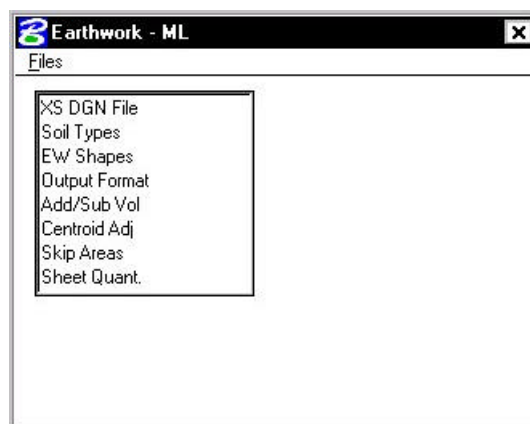 Earthwork - ML
Files
XS DGN File
Soil Types
EW Shapes
Output Format
Add/Sub Vol
Centroid Adj
Skip Areas
Sheet Quant.